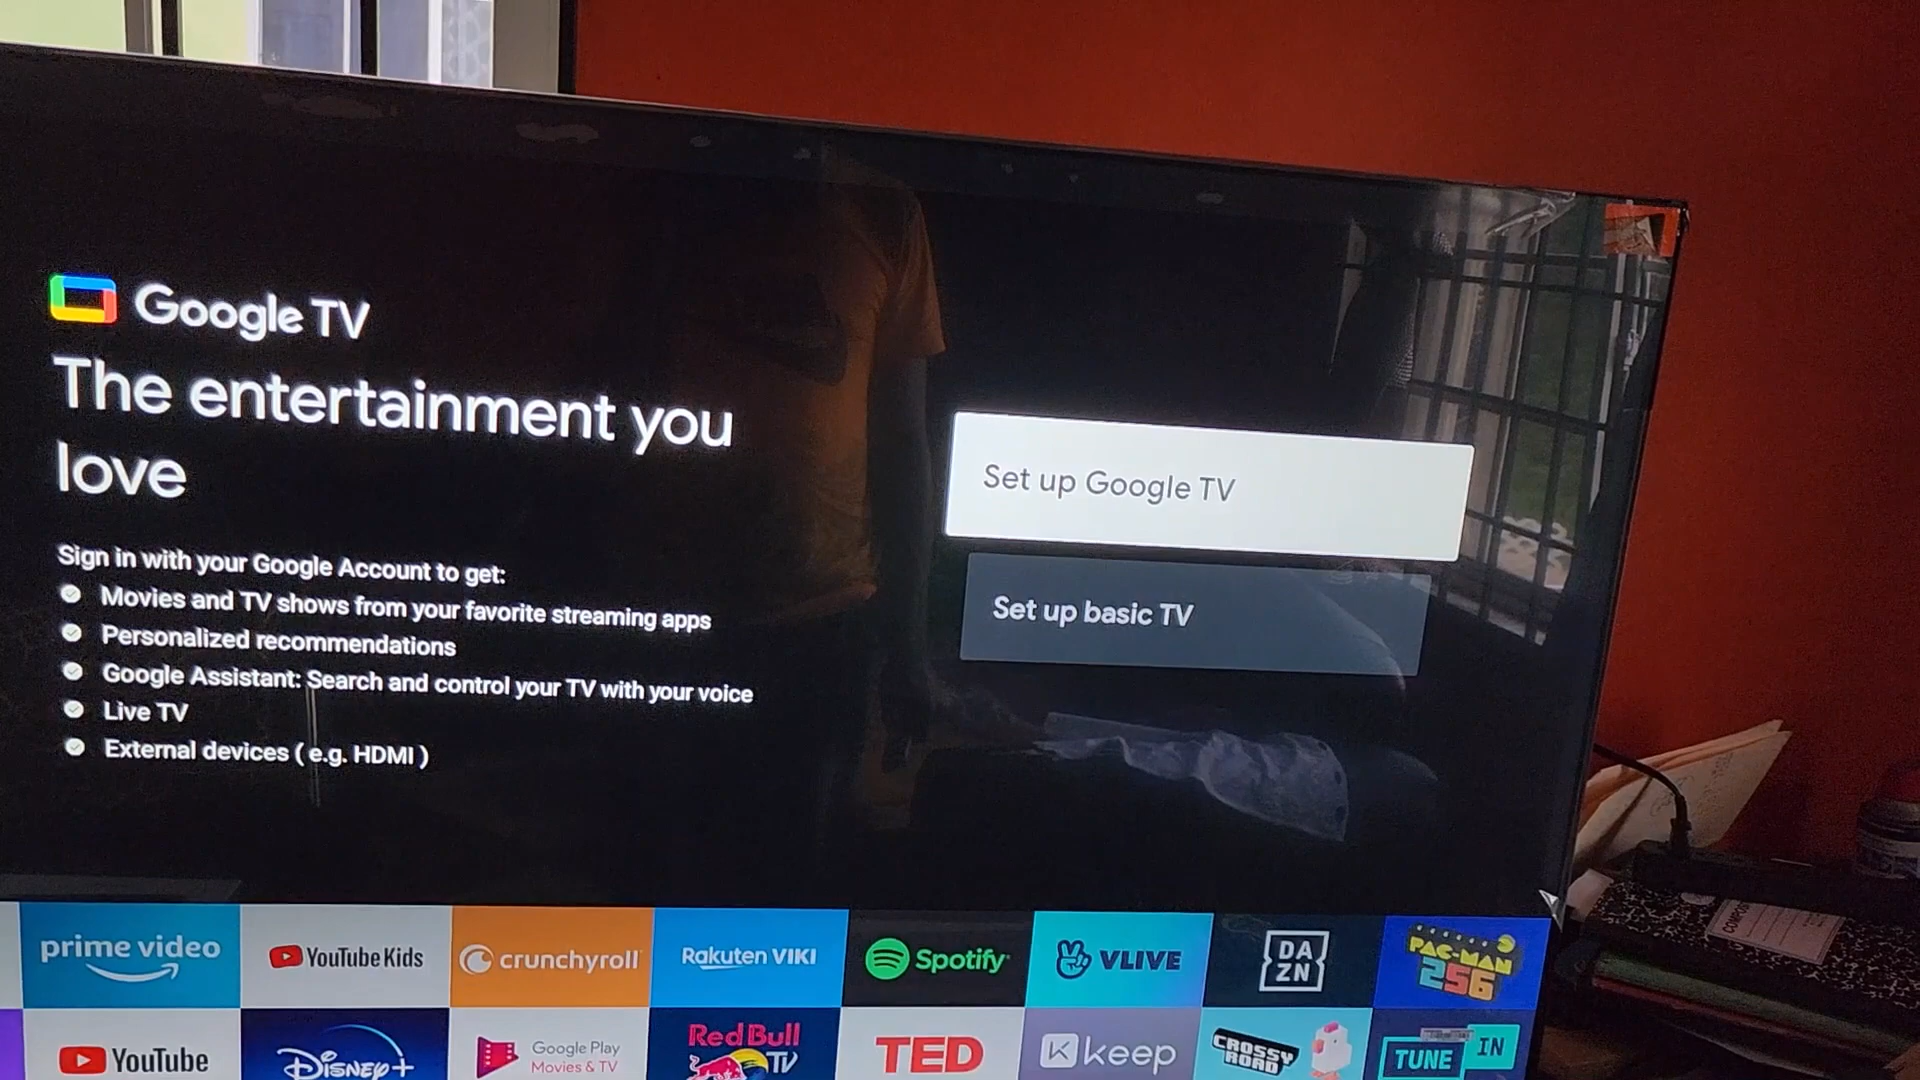 Google TV
The entertainment you
love
Sign in with your Google Account to get:
Movies and TV shows from your favorite streaming apps
Personalized recommendations
Google Assistant: Search and control your TV with your voice
Live TV
External devices ( e.g. HDMI )
Set up Google TV
Set up basic TV
prime video
YouTube Kids
crunchyroll
Rakuten VIKI
Spotify
VLIVE
DA
ZN
PAC-MAN
256
YouTube
Disney+
Google Play
Movies & TV
Red Bull
TV
TED
keep
CROSSY
ROAD
TUNE IN